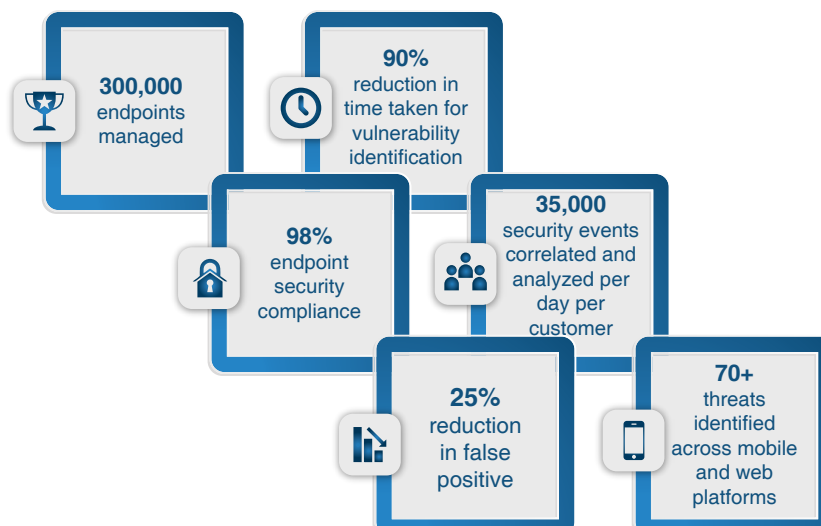 300,000
endpoints
managed
90%
reduction in
time taken for
vulnerability
identification
98%
endpoint
security
compliance
35,000
security events
correlated and
analyzed per
day per
customer
25%
reduction
in false
positive
70+
threats
identified
across mobile
and web
platforms